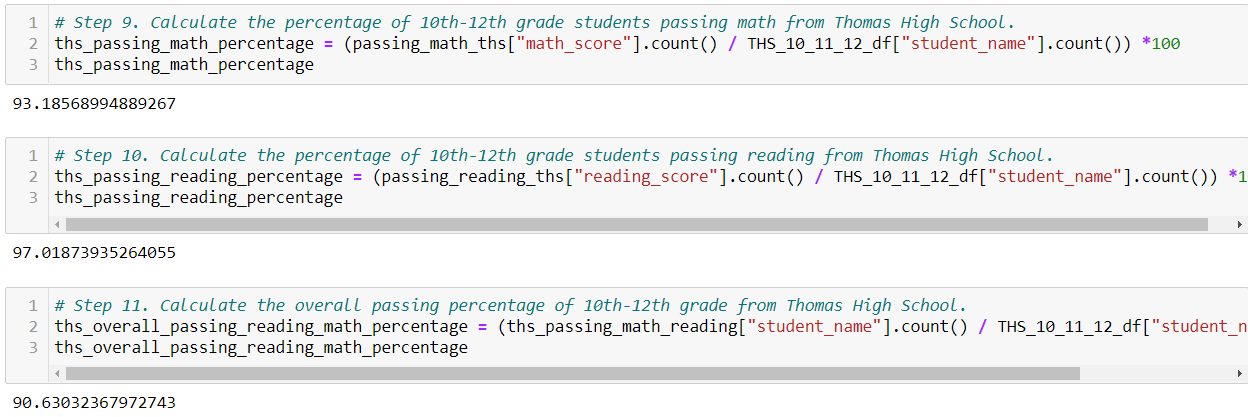 1 # Step 9. Calculate the percentage of 10th-12th grade students passing math from Thomas High School.
2 ths_passing_math_percentage = (passing_math_ths["math_score"].count() / THS_10_11_12_df["student_name"].count()) *100
3 ths_passing_math_percentage
93.18568994889267
1 # Step 10. Calculate the percentage of 10th-12th grade students passing reading from Thomas High School.
2 ths_passing_reading_percentage = (passing_reading_ths["reading_score"].count() / THS_10_11_12_df["student_name"].count()) *1
3 ths_passing_reading_percentage
97.01873935264055
1 # Step 11. Calculate the overall passing percentage of 10th-12th grade from Thomas High School.
2 ths_overall_passing_reading_math_percentage = (ths_passing_math_reading["student_name"].count() / THS_10_11_12_df["student_n
3 ths_overall_passing_reading_math_percentage
90.63032367972743